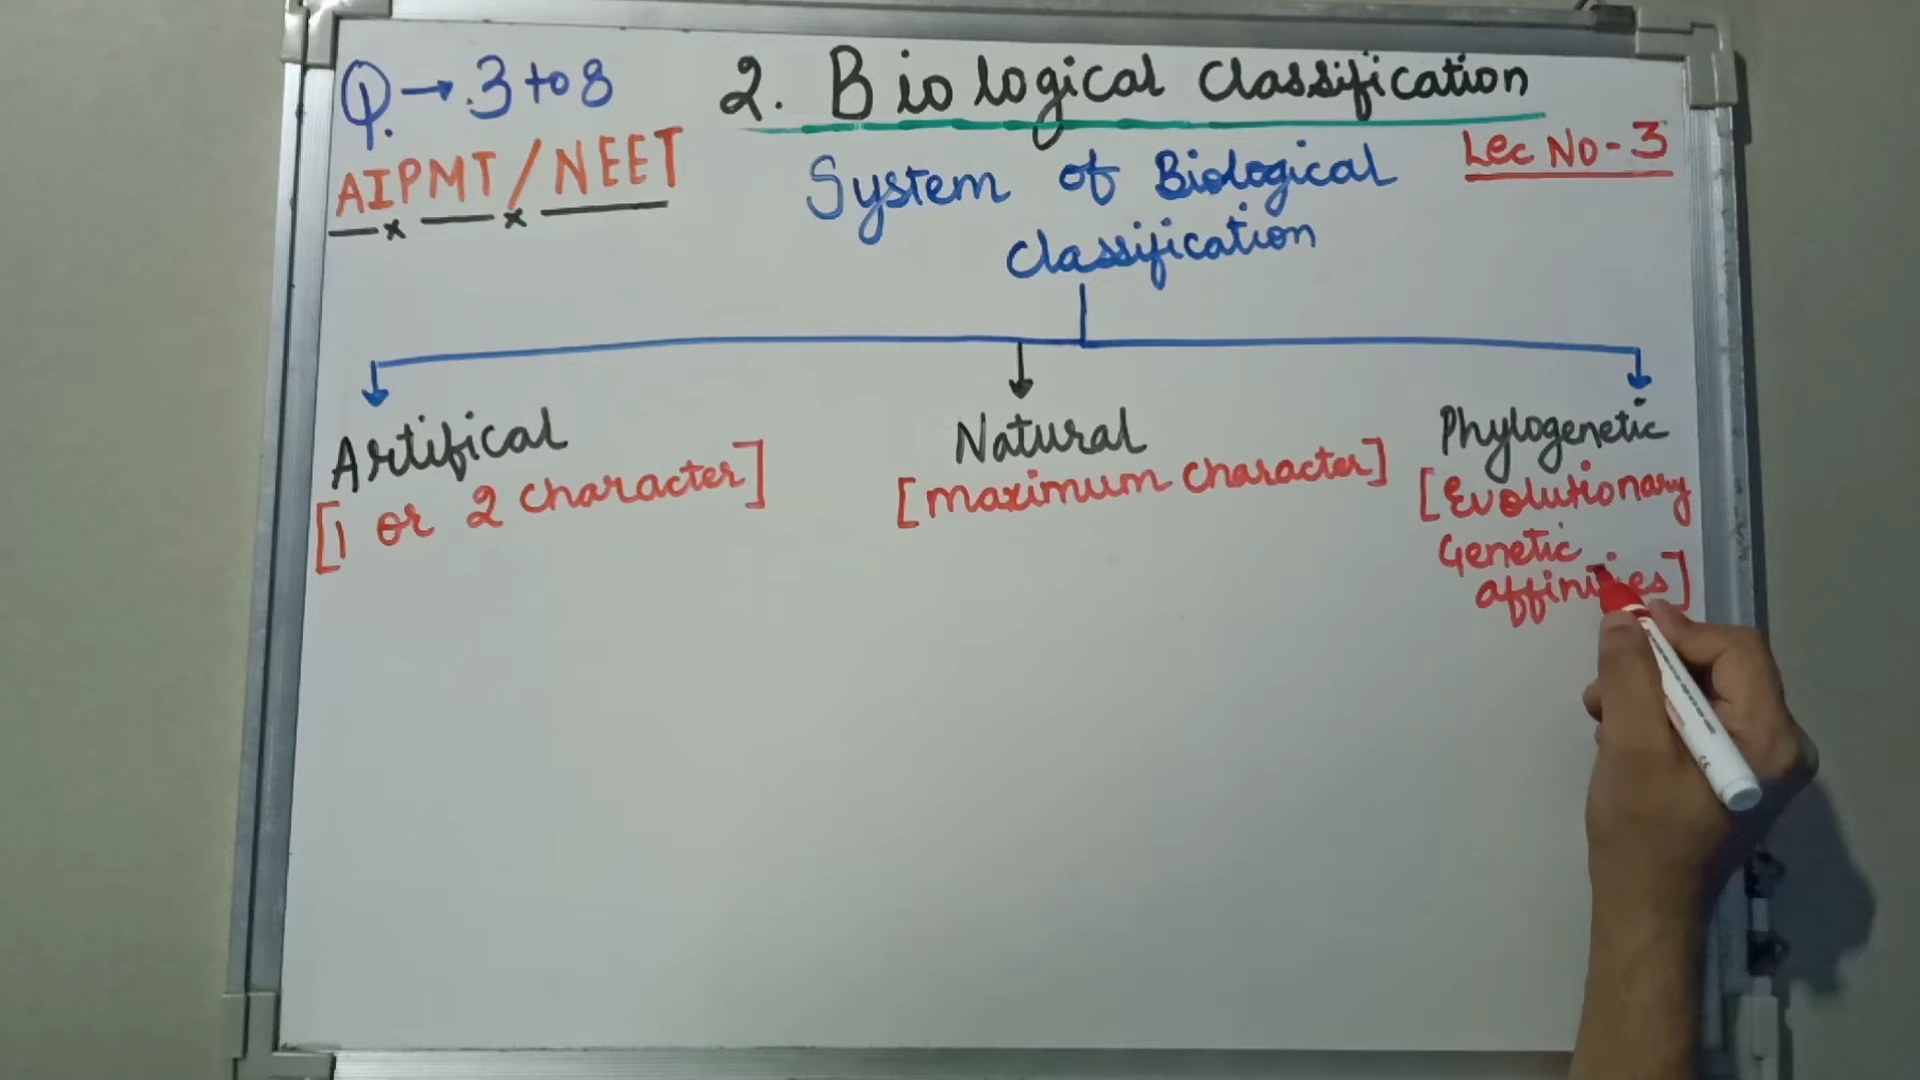 Q. → 3 to 8
2. Biological Classification
AIPMT / NEET
Lec No - 3
System of Biological
Classification
Artifical
[1 or 2 character]
Natural
[maximum character]
Phylogenetic
[Evolutionary
Genetic
affinities]